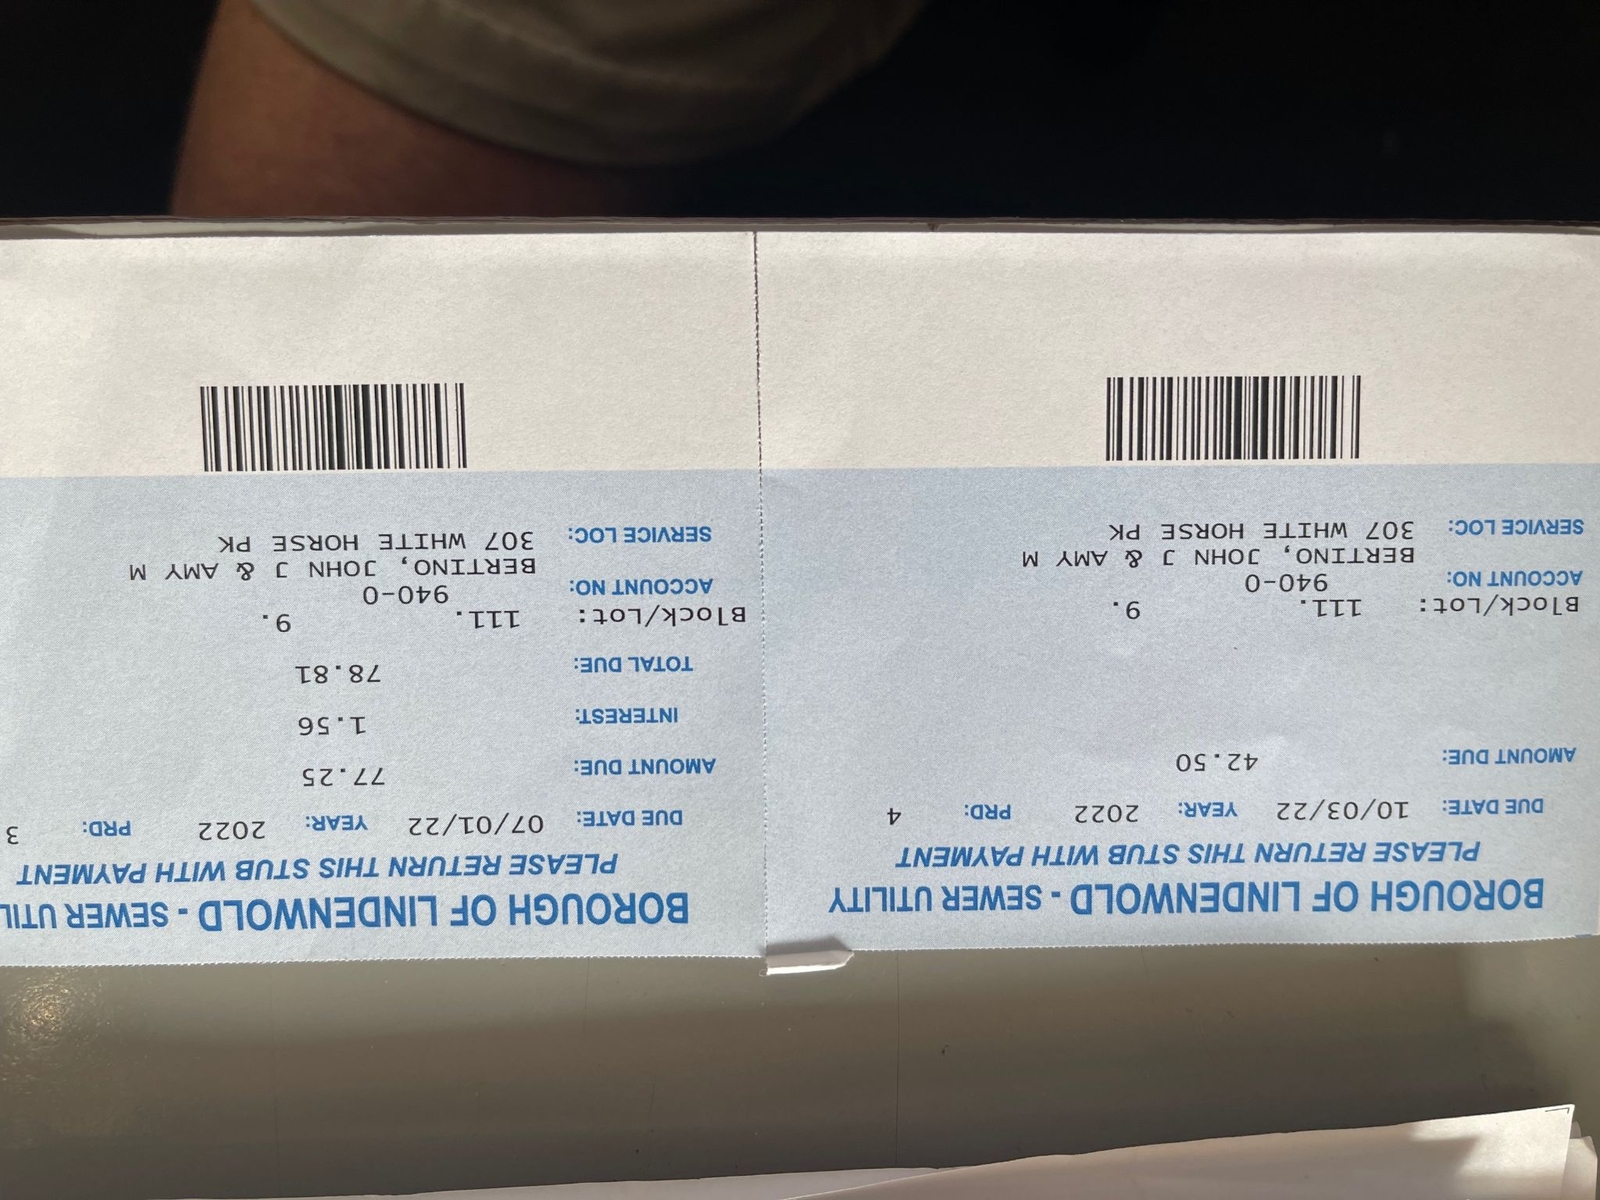 BOROUGH OF LINDENWOLD - SEWER UTILITY
PLEASE RETURN THIS STUB WITH PAYMENT
DUE DATE: 10/03/22 YEAR: 2022 PRD: 4
AMOUNT DUE: 42.50
Block/Lot: 111. 9.
ACCOUNT NO: 940-0
BERTINO, JOHN J & AMY M
SERVICE LOC: 307 WHITE HORSE PK
BOROUGH OF LINDENWOLD - SEWER UTIL
PLEASE RETURN THIS STUB WITH PAYMENT
DUE DATE: 07/01/22 YEAR: 2022 PRD: 3
AMOUNT DUE: 77.25
INTEREST: 1.56
TOTAL DUE: 78.81
Block/Lot: 111. 9.
ACCOUNT NO: 940-0
BERTINO, JOHN J & AMY M
SERVICE LOC: 307 WHITE HORSE PK